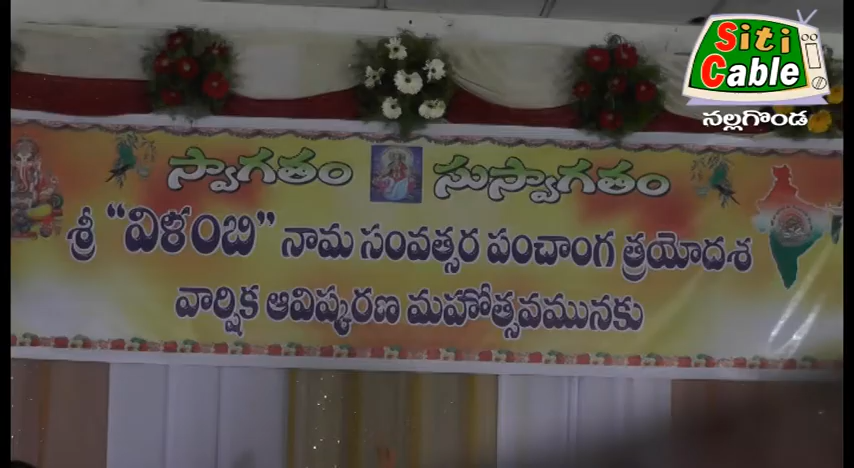 Siti
Cable
నల్లగొండ
స్వాగతం సుస్వాగతం
శ్రీ "విళంబి" నామ సంవత్సర పంచాంగ త్రయోదశ
వార్షిక ఆవిష్కరణ మహోత్సవమునకు